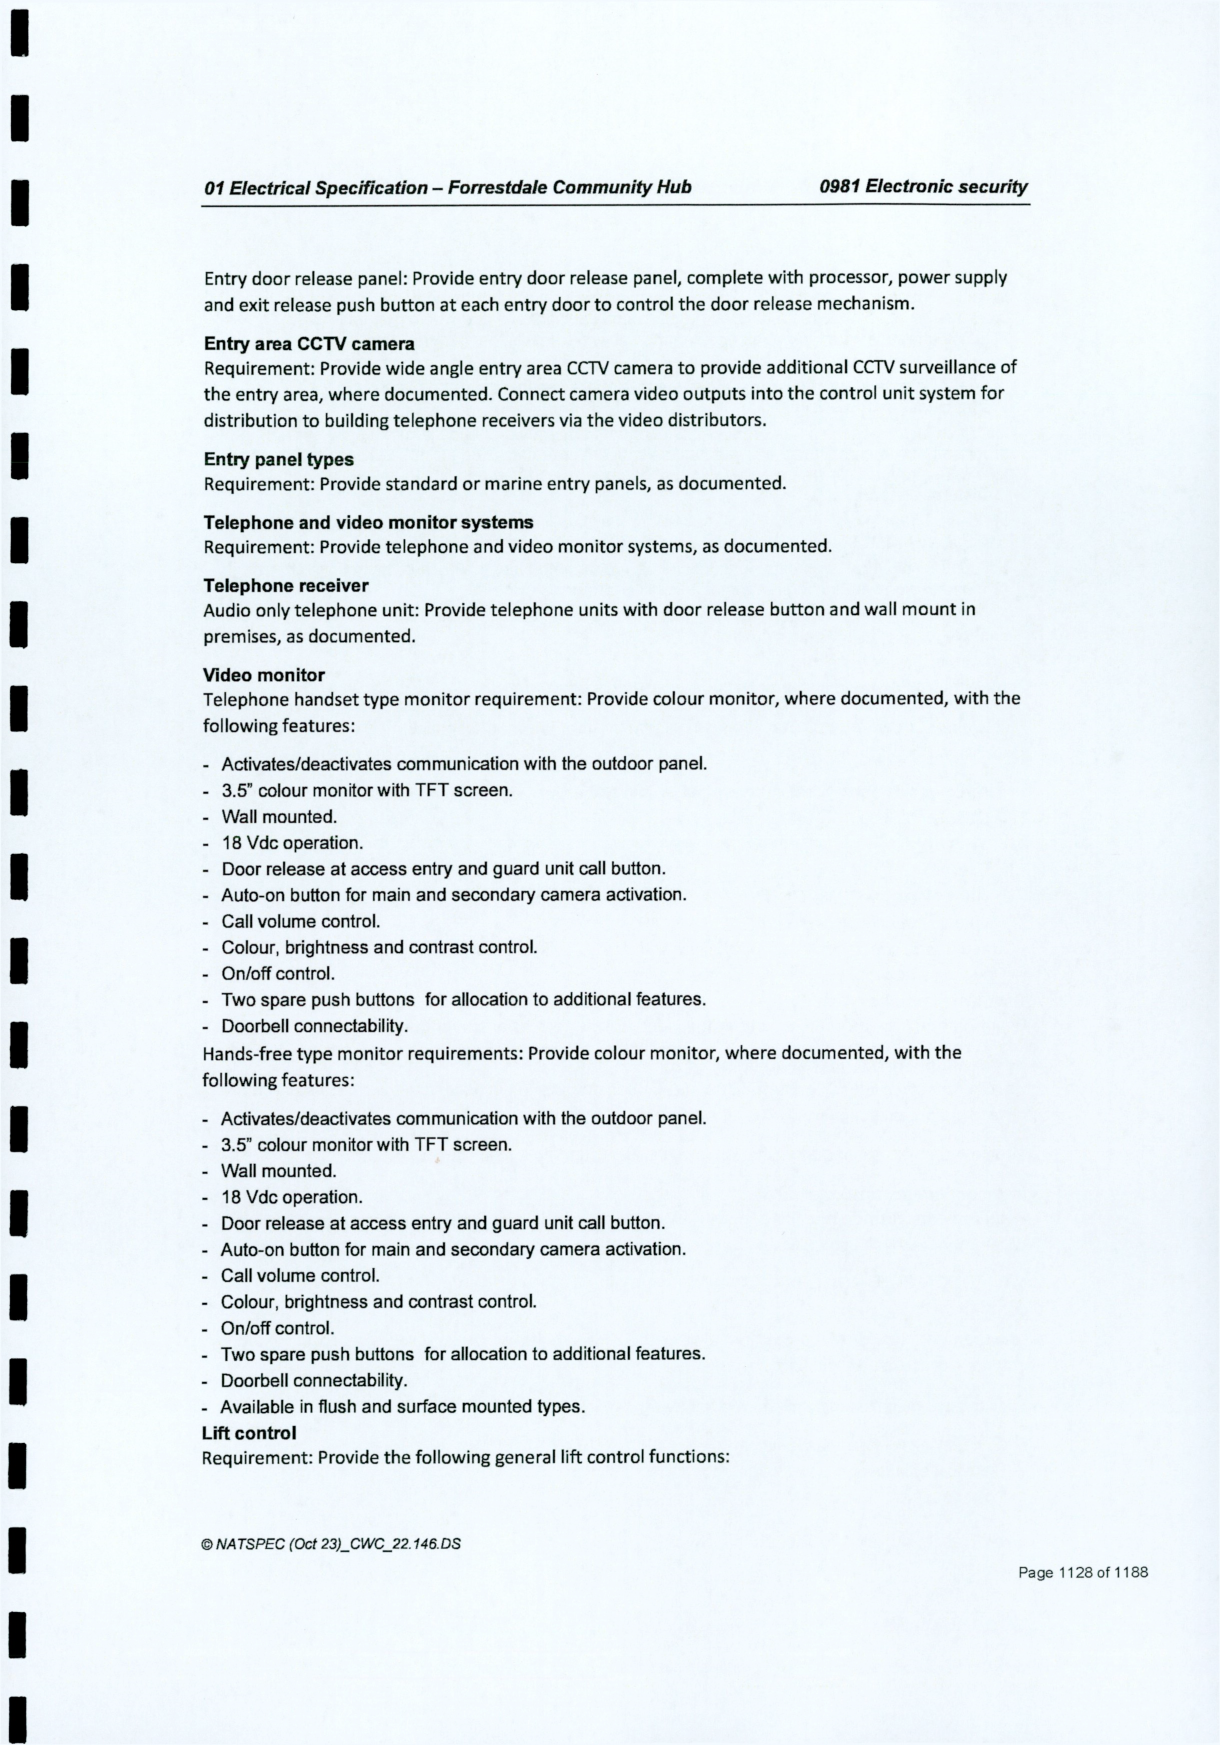 01 Electrical Specification – Forrestdale Community Hub 0981 Electronic security
Entry door release panel: Provide entry door release panel, complete with processor, power supply
and exit release push button at each entry door to control the door release mechanism.
Entry area CCTV camera
Requirement: Provide wide angle entry area CCTV camera to provide additional CCTV surveillance of
the entry area, where documented. Connect camera video outputs into the control unit system for
distribution to building telephone receivers via the video distributors.
Entry panel types
Requirement: Provide standard or marine entry panels, as documented.
Telephone and video monitor systems
Requirement: Provide telephone and video monitor systems, as documented.
Telephone receiver
Audio only telephone unit: Provide telephone units with door release button and wall mount in
premises, as documented.
Video monitor
Telephone handset type monitor requirement: Provide colour monitor, where documented, with the
following features:
- Activates/deactivates communication with the outdoor panel.
- 3.5” colour monitor with TFT screen.
- Wall mounted.
- 18 Vdc operation.
- Door release at access entry and guard unit call button.
- Auto-on button for main and secondary camera activation.
- Call volume control.
- Colour, brightness and contrast control.
- On/off control.
- Two spare push buttons for allocation to additional features.
- Doorbell connectability.
Hands-free type monitor requirements: Provide colour monitor, where documented, with the
following features:
- Activates/deactivates communication with the outdoor panel.
- 3.5” colour monitor with TFT screen.
- Wall mounted.
- 18 Vdc operation.
- Door release at access entry and guard unit call button.
- Auto-on button for main and secondary camera activation.
- Call volume control.
- Colour, brightness and contrast control.
- On/off control.
- Two spare push buttons for allocation to additional features.
- Doorbell connectability.
- Available in flush and surface mounted types.
Lift control
Requirement: Provide the following general lift control functions:
© NATSPEC (Oct 23)_CWC_22.146.DS
Page 1128 of 1188